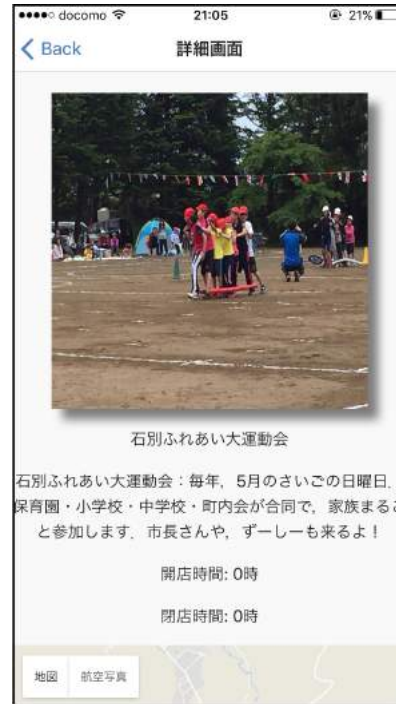 docomo 21:05 21%
Back 詳細画面
石別ふれあい大運動会
石別ふれあい大運動会：毎年，5月のさいごの日曜日，
保育園・小学校・中学校・町内会が合同で，家族まるご
と参加します．市長さんや，ずーしーも来るよ！
開店時間: 0時
閉店時間: 0時
地図 航空写真